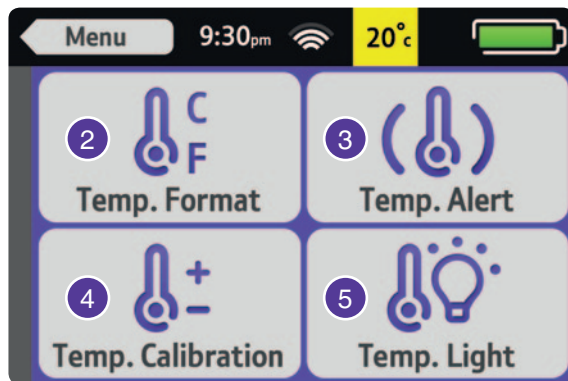 Menu 9:30pm 20°c
2 C F 3
Temp. Format Temp. Alert
4 + − 5
Temp. Calibration Temp. Light